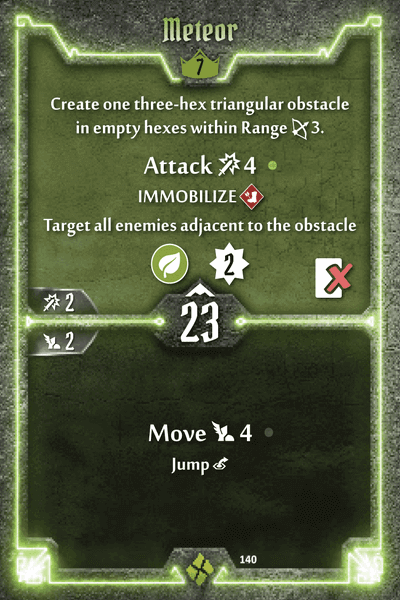 Meteor
7
Create one three-hex triangular obstacle
in empty hexes within Range 3.
Attack 4
IMMOBILIZE
Target all enemies adjacent to the obstacle
2
2
23
2
Move 4
Jump
140